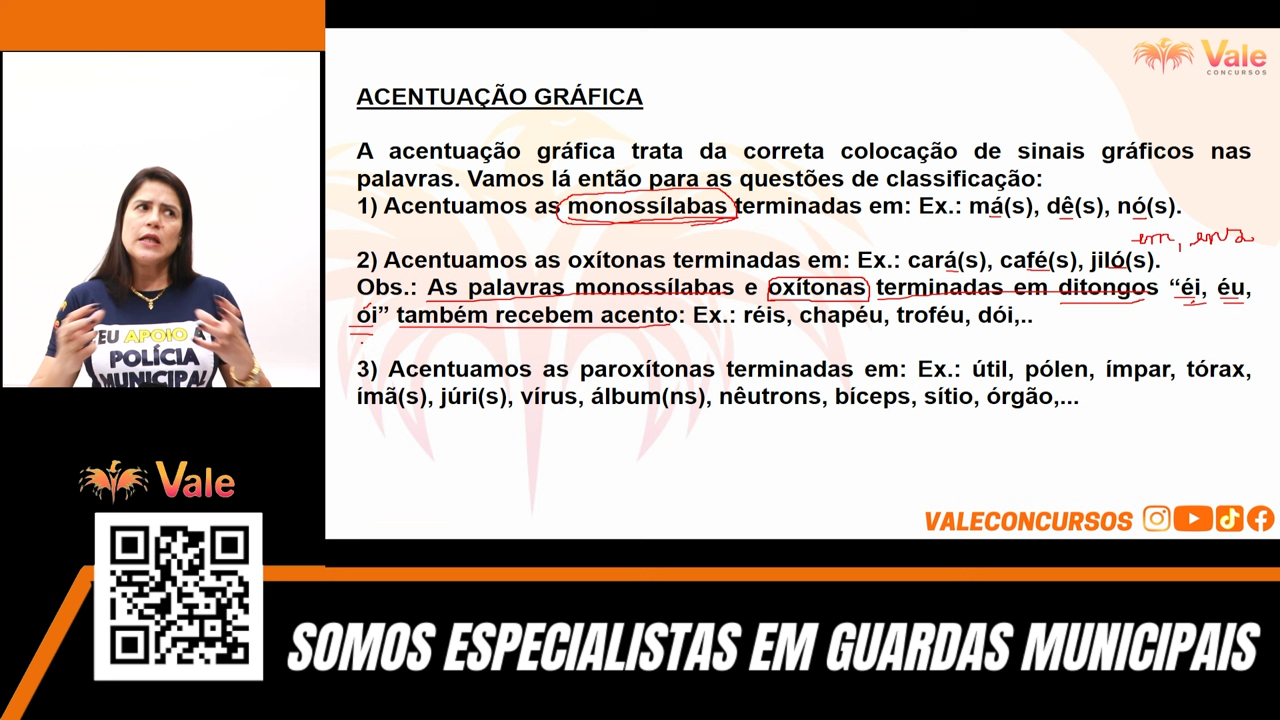 Vale
CONCURSOS
ACENTUAÇÃO GRÁFICA
A acentuação gráfica trata da correta colocação de sinais gráficos nas
palavras. Vamos lá então para as questões de classificação:
1) Acentuamos as monossílabas terminadas em: Ex.: má(s), dê(s), nó(s).
em, ens
2) Acentuamos as oxítonas terminadas em: Ex.: cará(s), café(s), jiló(s).
Obs.: As palavras monossílabas e oxítonas terminadas em ditongos “éi, éu,
ói” também recebem acento: Ex.: réis, chapéu, troféu, dói,..
3) Acentuamos as paroxítonas terminadas em: Ex.: útil, pólen, ímpar, tórax,
ímã(s), júri(s), vírus, álbum(ns), nêutrons, bíceps, sítio, órgão,...
EU APOIO A
POLÍCIA
MUNICIPAL
Vale
VALECONCURSOS
SOMOS ESPECIALISTAS EM GUARDAS MUNICIPAIS